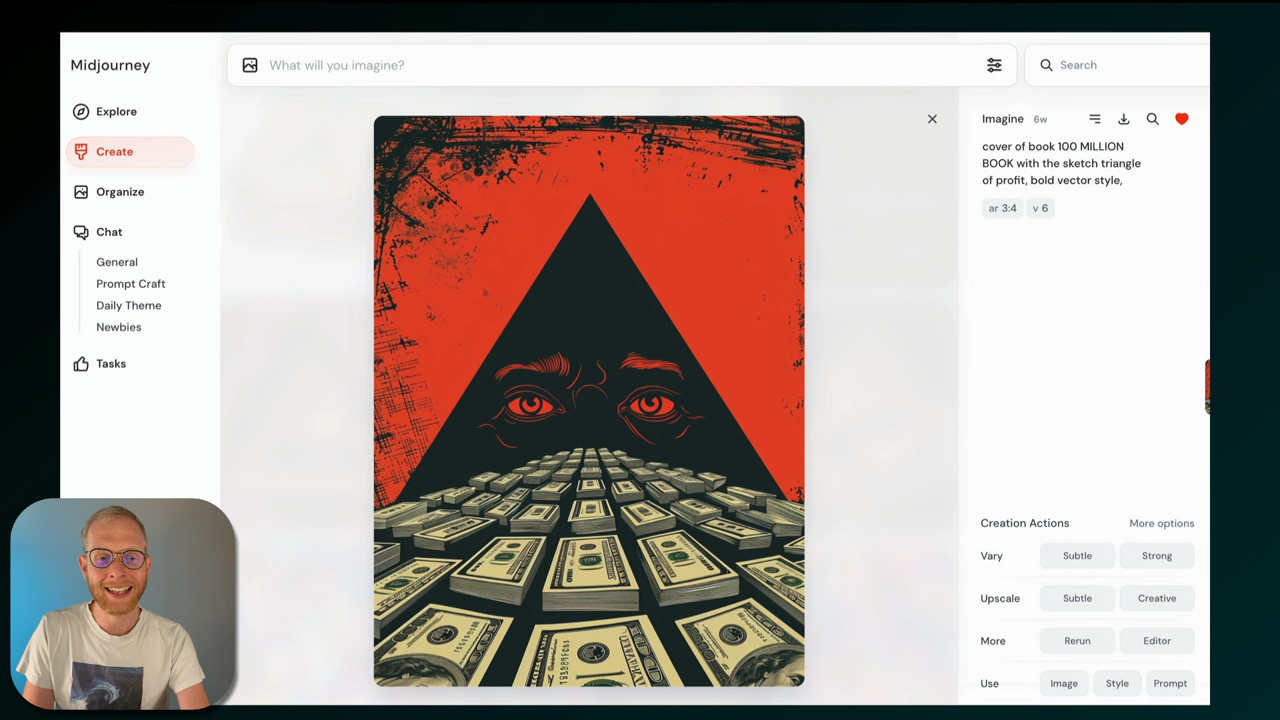 Midjourney
What will you imagine?
Search
Explore
Create
Organize
Chat
General
Prompt Craft
Daily Theme
Newbies
Tasks
Imagine 6w
cover of book 100 MILLION
BOOK with the sketch triangle
of profit, bold vector style,
ar 3:4 v 6
Creation Actions More options
Vary Subtle Strong
Upscale Subtle Creative
More Rerun Editor
Use Image Style Prompt